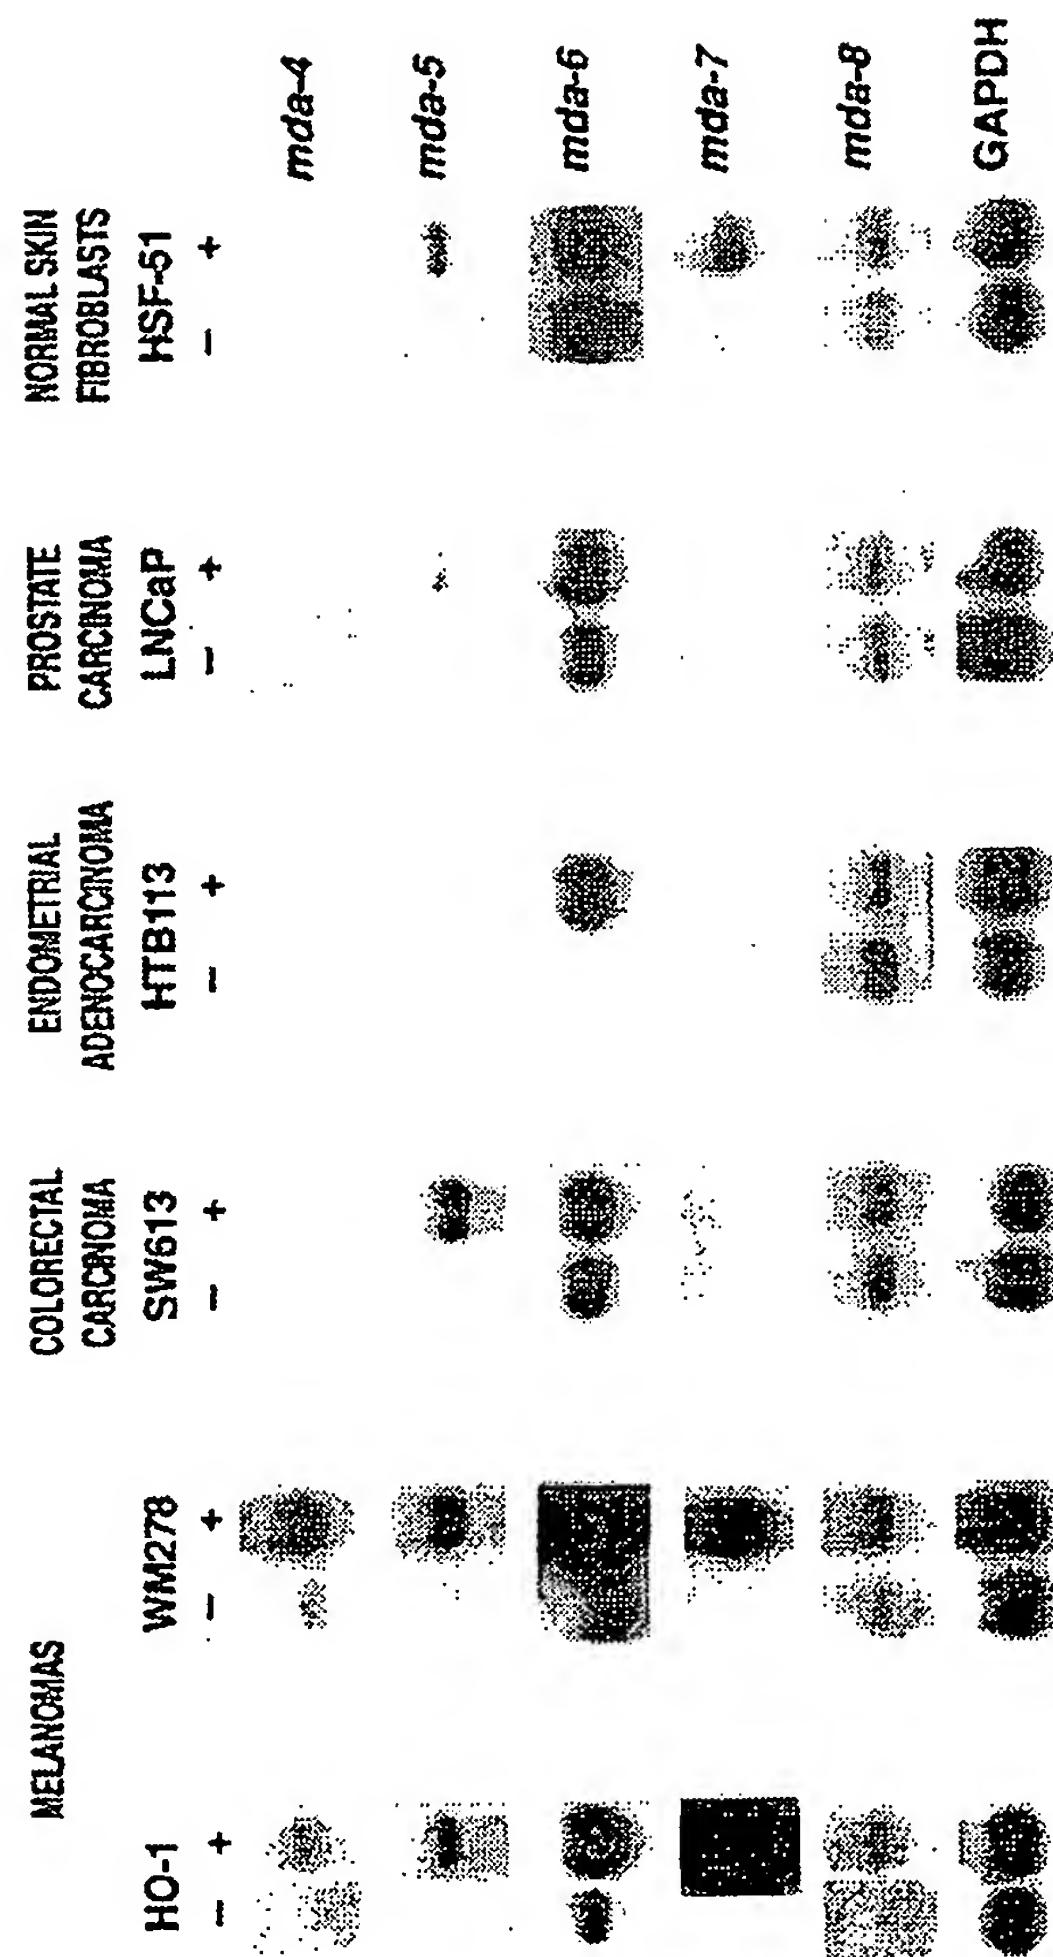 MELANOMAS
HO-1
− +
WM278
− +
COLORECTAL
CARCINOMA
SW613
− +
ENDOMETRIAL
ADENOCARCINOMA
HTB113
− +
PROSTATE
CARCINOMA
LNCaP
− +
NORMAL SKIN
FIBROBLASTS
HSF-51
− +
mda-4
mda-5
mda-6
mda-7
mda-8
GAPDH